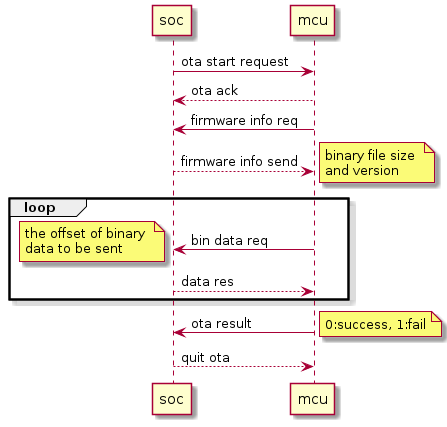 soc
mcu
ota start request
ota ack
firmware info req
firmware info send
binary file size
and version
loop
the offset of binary
data to be sent
bin data req
data res
ota result
0:success, 1:fail
quit ota
soc
mcu